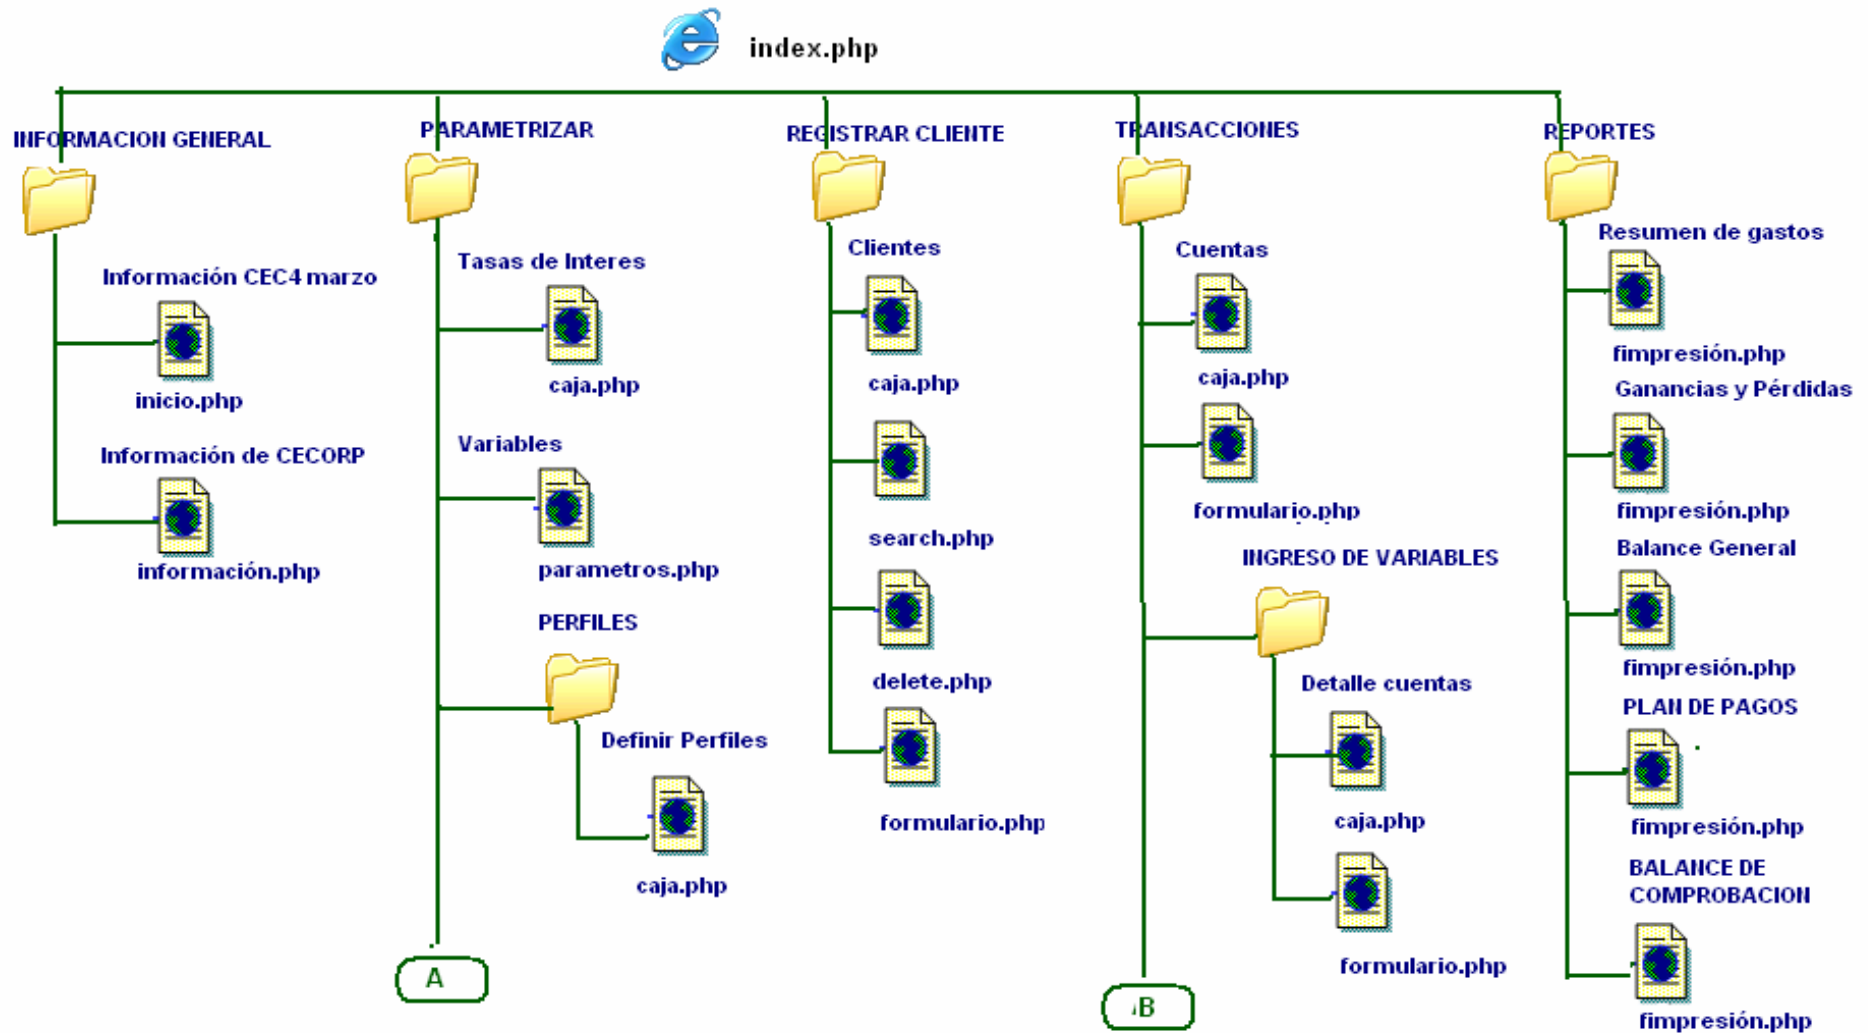 index.php
INFORMACION GENERAL
Información CEC4 marzo
inicio.php
Información de CECORP
información.php
PARAMETRIZAR
Tasas de Interes
caja.php
Variables
parametros.php
PERFILES
Definir Perfiles
caja.php
A
REGISTRAR CLIENTE
Clientes
caja.php
search.php
delete.php
formulario.php
TRANSACCIONES
Cuentas
caja.php
formulario.php
INGRESO DE VARIABLES
Detalle cuentas
caja.php
formulario.php
B
REPORTES
Resumen de gastos
fimpresión.php
Ganancias y Pérdidas
fimpresión.php
Balance General
fimpresión.php
PLAN DE PAGOS
fimpresión.php
BALANCE DE
COMPROBACION
fimpresión.php